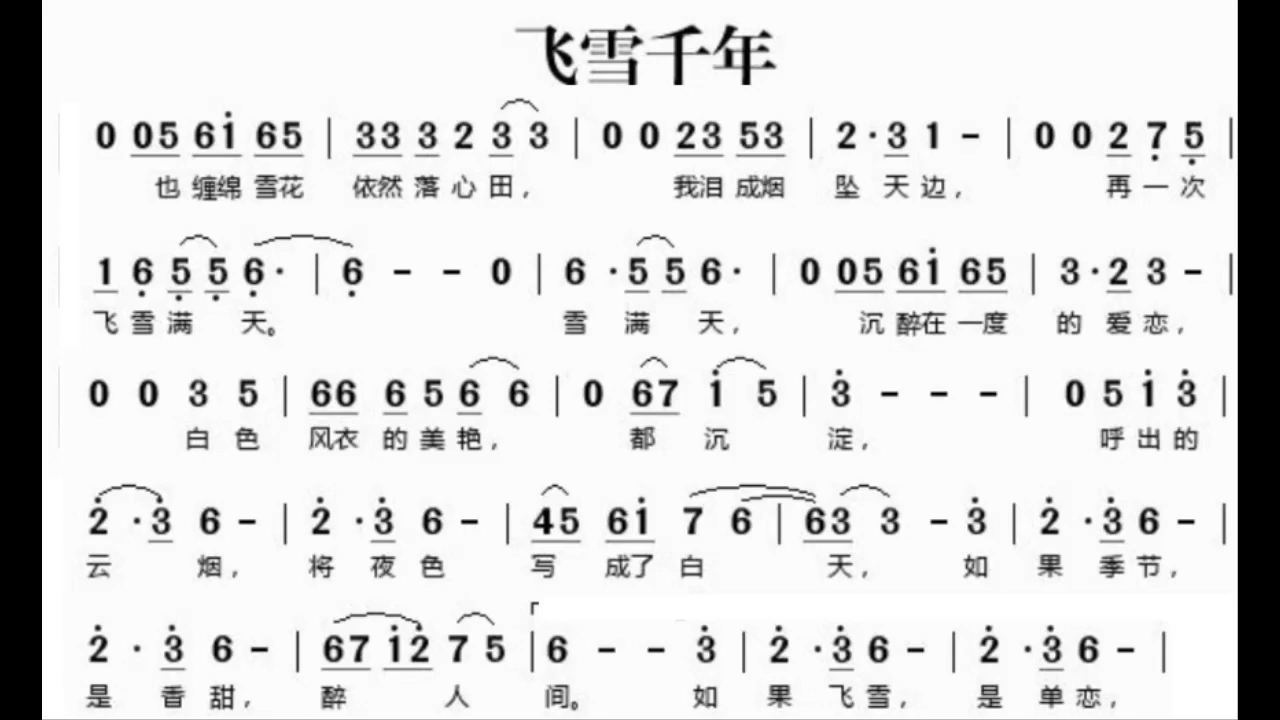 飞雪千年
0 05 6i 65 | 33 3 2 3 3 | 0 0 23 53 | 2·3 1 - | 0 0 2 7 5 |
也 缠绵 雪花 依然 落 心 田， 我泪 成烟 坠 天 边， 再 一 次
1 6 5 5 6· | 6 - - 0 | 6 ·5 5 6· | 0 05 6i 65 | 3·2 3 - |
飞 雪 满 天。 雪 满 天， 沉 醉在 一度 的 爱 恋，
0 0 3 5 | 66 6 5 6 6 | 0 67 i 5 | 3 - - - | 0 5 i 3 |
白 色 风衣 的 美 艳， 都 沉 淀， 呼 出 的
2 ·3 6 - | 2 ·3 6 - | 45 6i 7 6 | 63 3 - 3 | 2 ·3 6 - |
云 烟， 将 夜 色 写 成了 白 天， 如 果 季 节，
2 · 3 6 - | 67 i2 7 5 | 6 - - 3 | 2 ·3 6 - | 2 ·3 6 - |
是 香 甜， 醉 人 间。 如 果 飞 雪， 是 单 恋，